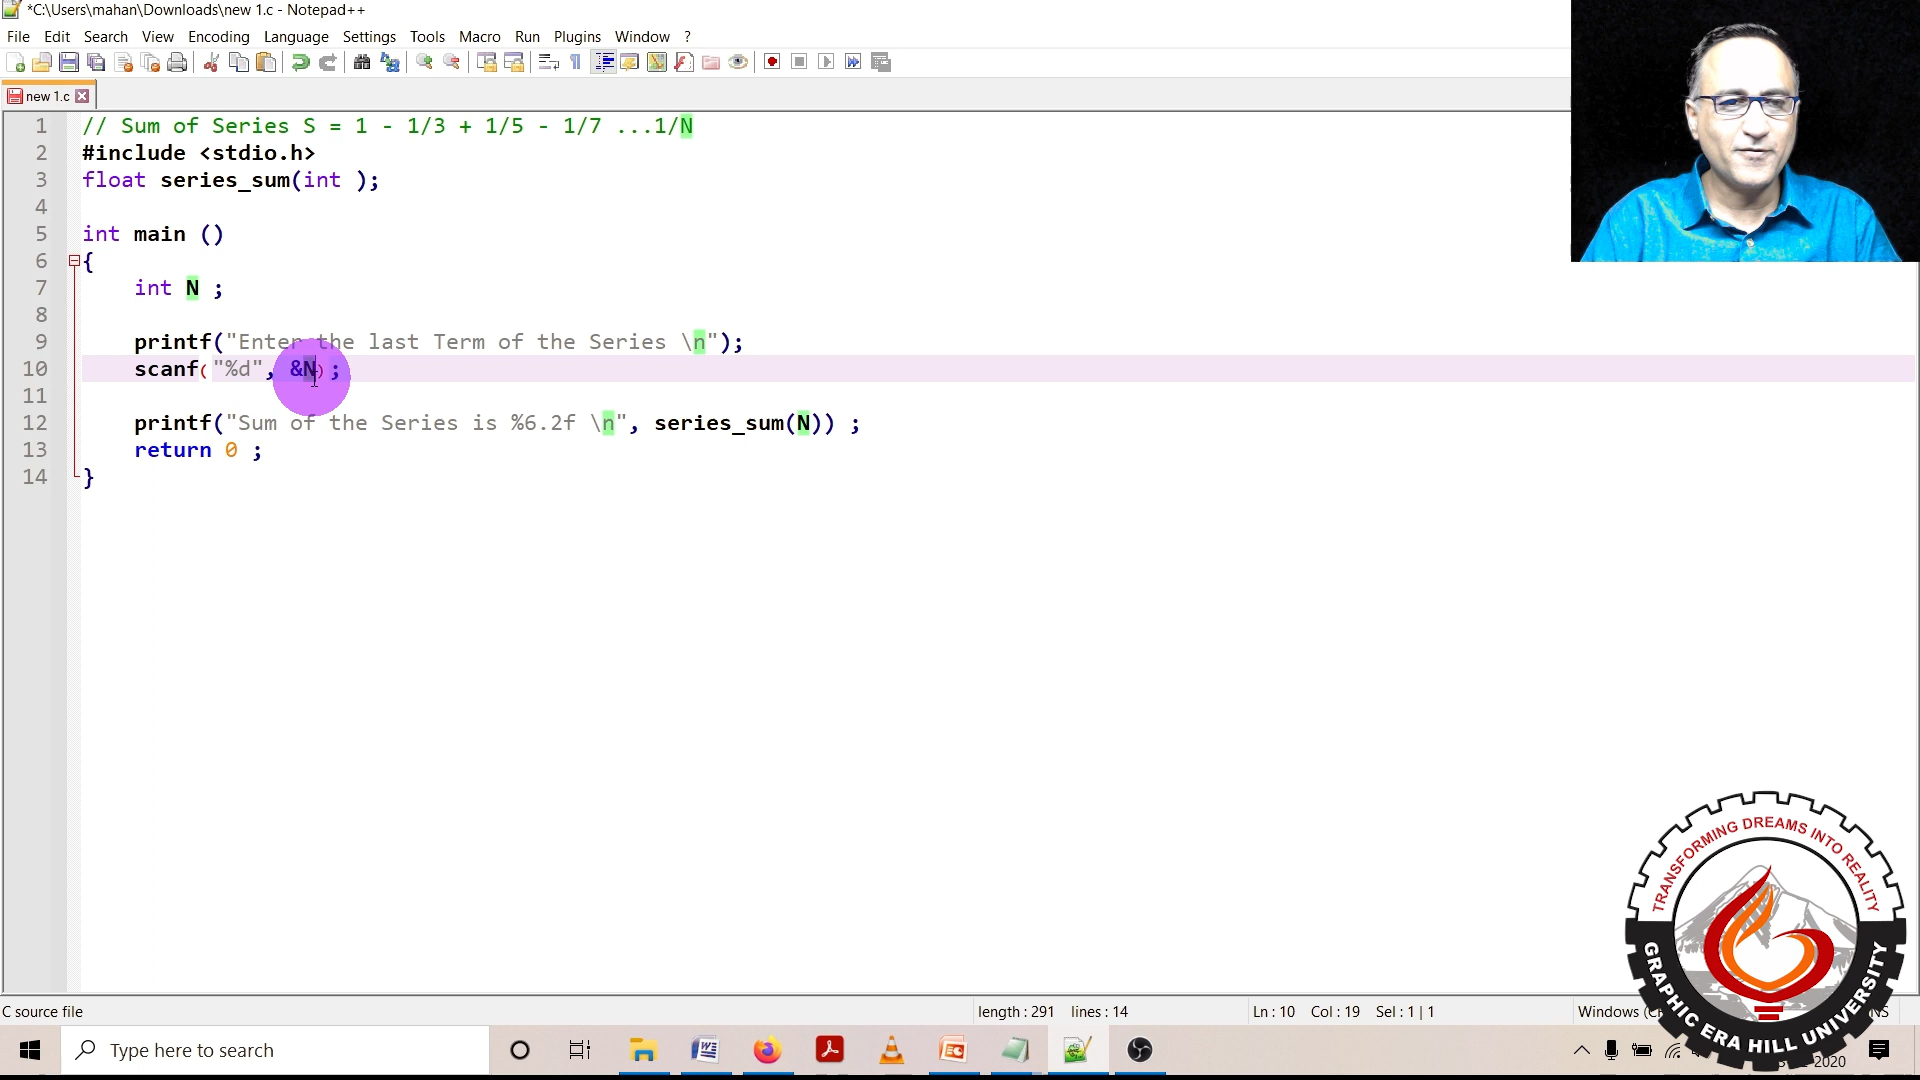 *C:\Users\mahan\Downloads\new 1.c - Notepad++
File Edit Search View Encoding Language Settings Tools Macro Run Plugins Window ?
new 1.c
1 // Sum of Series S = 1 - 1/3 + 1/5 - 1/7 ...1/N
2 #include <stdio.h>
3 float series_sum(int );
4
5 int main ()
6 {
7 int N ;
8
9 printf("Enter the last Term of the Series \n");
10 scanf("%d", &N) ;
11
12 printf("Sum of the Series is %6.2f \n", series_sum(N)) ;
13 return 0 ;
14 }
TRANSFORMING DREAMS INTO REALITY
GRAPHIC ERA HILL UNIVERSITY
C source file length : 291 lines : 14 Ln : 10 Col : 19 Sel : 1 | 1 Windows
Type here to search
2020